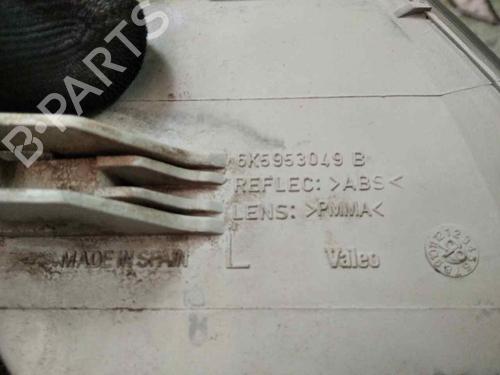 B-PARTS
6K5953049 B
REFLEC: >ABS<
LENS: >PMMA<
MADE IN SPAIN L Valeo